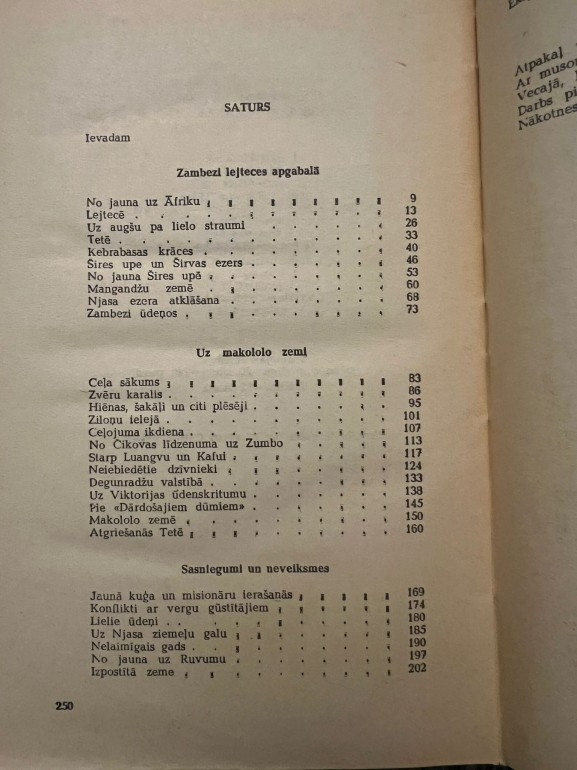 SATURS
Ievadam
Zambezi lejteces apgabalā
No jauna uz Āfriku 9
Lejtecē 13
Uz augšu pa lielo straumi 26
Tetē 33
Kebrabasas krāces 40
Šires upe un Širvas ezers 46
No jauna Šires upē 53
Mangandžu zemē 60
Njasa ezera atklāšana 68
Zambezi ūdeņos 73
Uz makololo zemi
Ceļa sākums 83
Zvēru karalis 86
Hiēnas, šakāļi un citi plēsēji 95
Ziloņu ielejā 101
Ceļojuma ikdiena 107
No Čikovas līdzenuma uz Zumbo 113
Starp Luangvu un Kafui 117
Neiebiedētie dzīvnieki 124
Degunradžu valstībā 133
Uz Viktorijas ūdenskritumu 138
Pie «Dārdošajiem dūmiem» 145
Makololo zemē 150
Atgriešanās Tetē 160
Sasniegumi un neveiksmes
Jaunā kuģa un misionāru ierašanās 169
Konflikti ar vergu gūstītājiem 174
Lielie ūdeņi 180
Uz Njasa ziemeļu galu 185
Nelaimīgais gads 190
No jauna uz Ruvumu 197
Izpostītā zeme 202
250
Atpakaļ
Ar
Vecajā,
Darbs